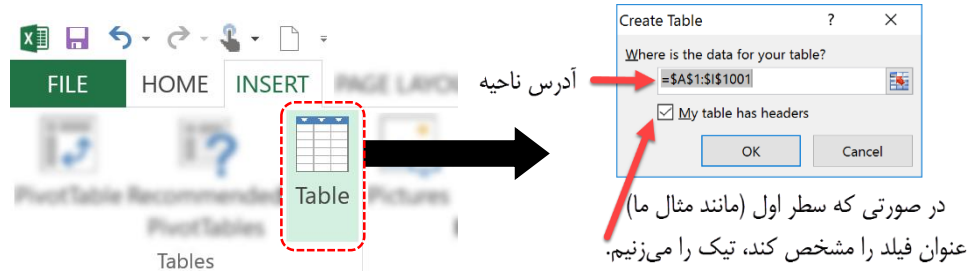 FILE HOME INSERT PAGE LAYOU
PivotTable Recommended PivotTables
Table
Pictures
Tables
Create Table ? ×
Where is the data for your table?
آدرس ناحیه
=$A$1:$I$1001
My table has headers
OK Cancel
در صورتی که سطر اول (مانند مثال ما)
عنوان فیلد را مشخص کند، تیک را می‌زنیم.